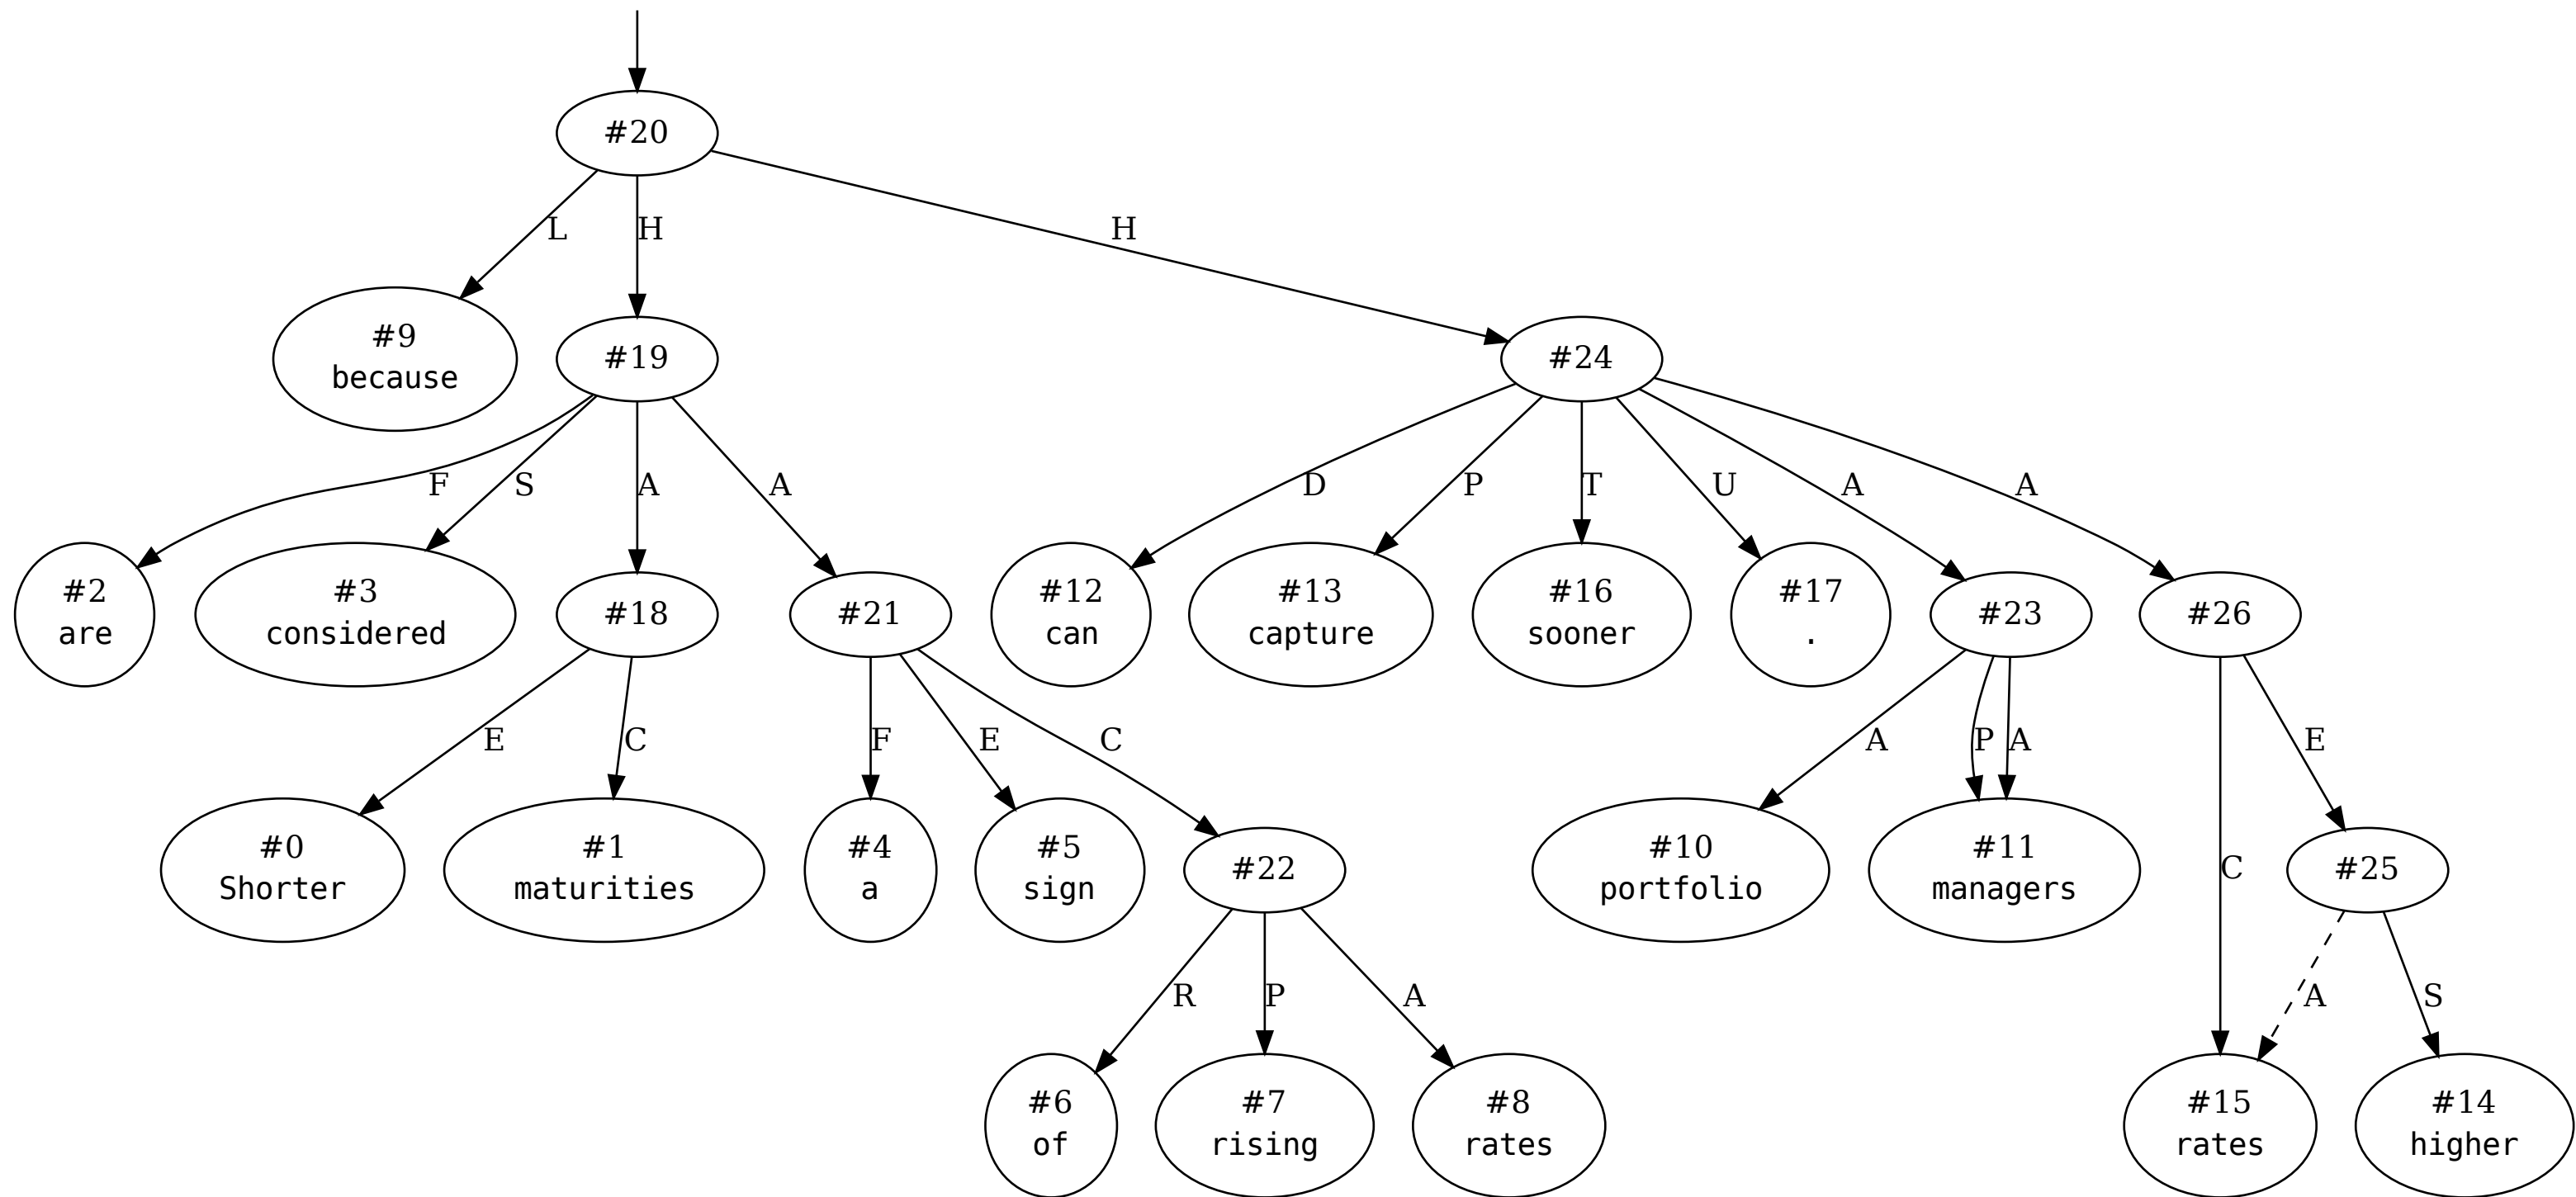 #20
L
H
H
#9
because
#19
#24
F
S
A
A
D
P
T
U
A
A
#2
are
#3
considered
#18
#21
#12
can
#13
capture
#16
sooner
#17
.
#23
#26
E
C
F
E
C
A
P
A
C
E
#0
Shorter
#1
maturities
#4
a
#5
sign
#22
#10
portfolio
#11
managers
#25
R
P
A
A
S
#6
of
#7
rising
#8
rates
#15
rates
#14
higher